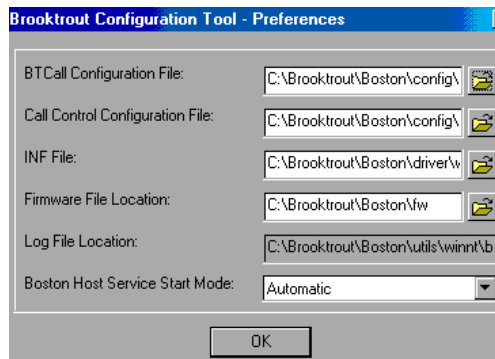 Brooktrout Configuration Tool - Preferences
BTCall Configuration File: C:\Brooktrout\Boston\config\
Call Control Configuration File: C:\Brooktrout\Boston\config\
INF File: C:\Brooktrout\Boston\driver\w
Firmware File Location: C:\Brooktrout\Boston\fw
Log File Location: C:\Brooktrout\Boston\utils\winnt\b
Boston Host Service Start Mode: Automatic
OK